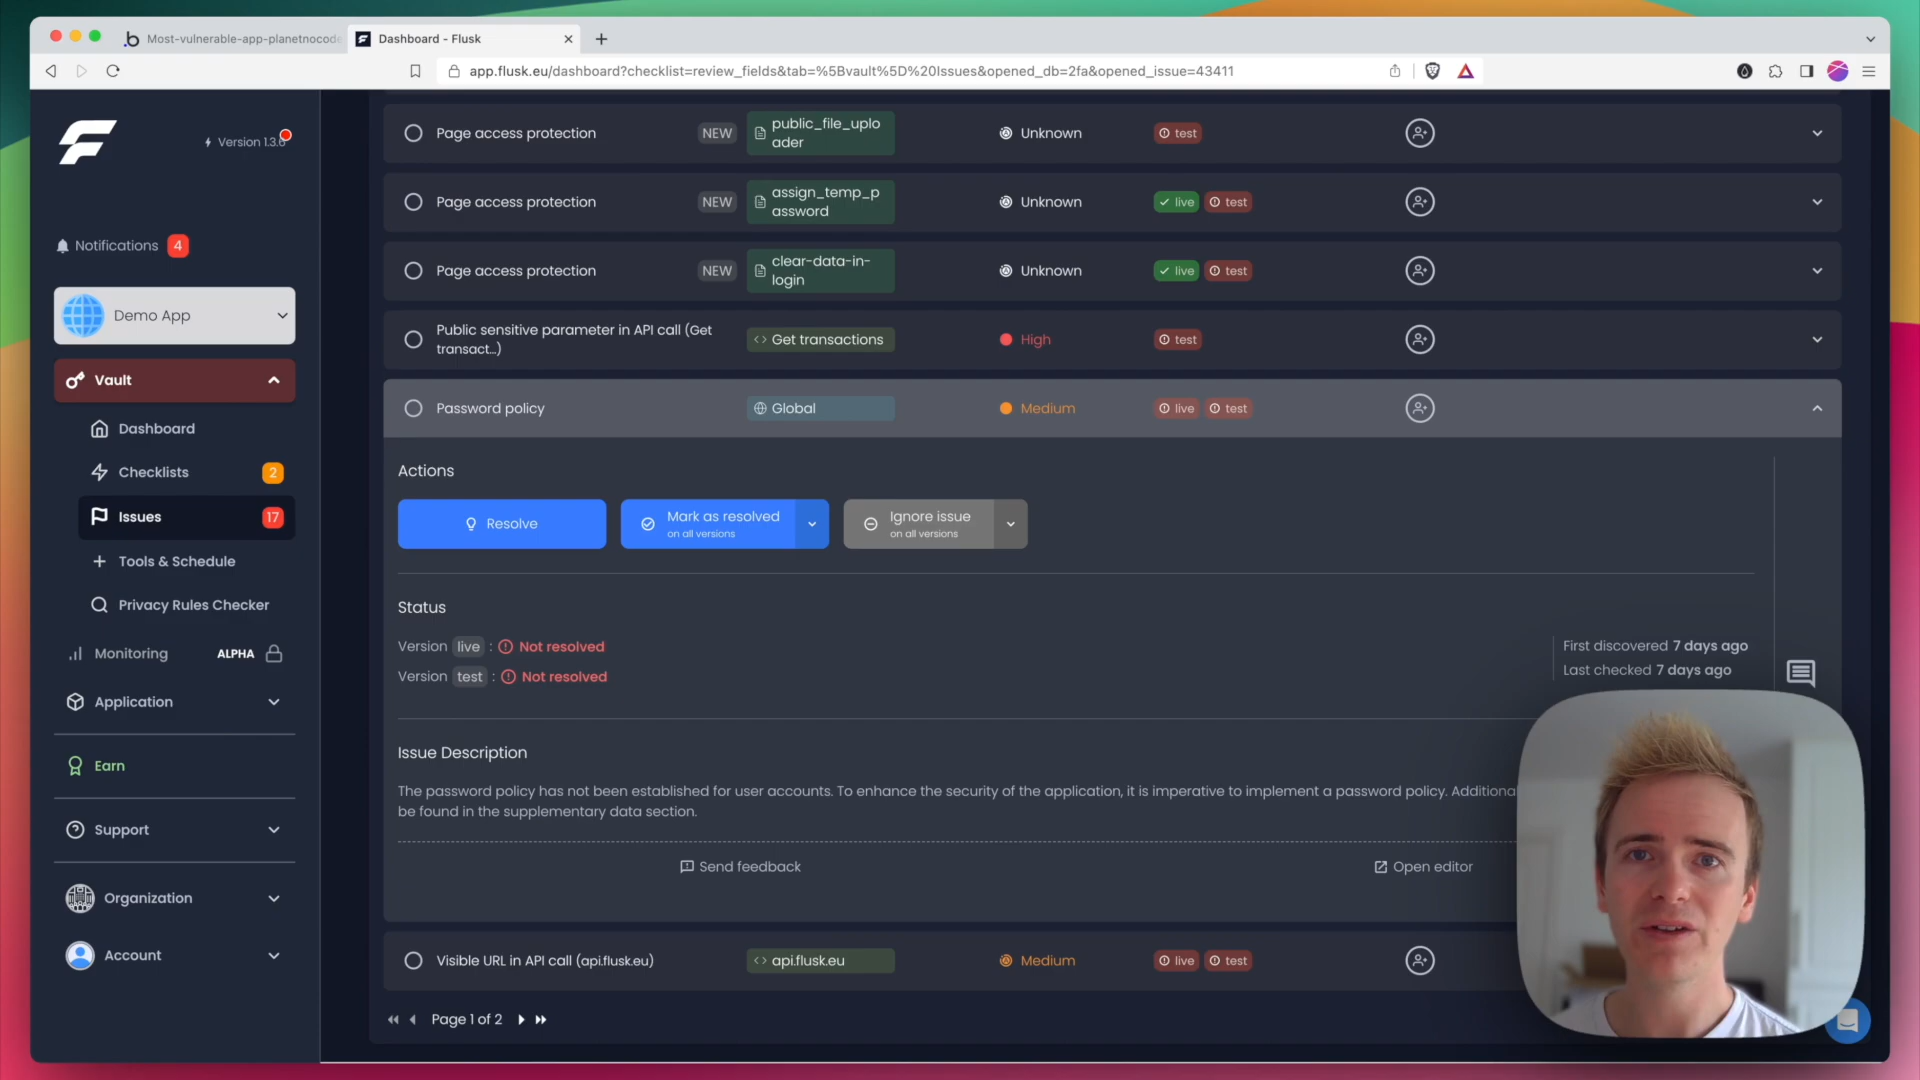 Most-vulnerable-app-planetnocode
Dashboard - Flusk
app.flusk.eu/dashboard?checklist=review_fields&tab=%5Bvault%5D%20Issues&opened_db=2fa&opened_issue=43411
Version 1.3.6
Notifications 4
Demo App
Vault
Dashboard
Checklists 2
Issues 17
Tools & Schedule
Privacy Rules Checker
Monitoring ALPHA
Application
Earn
Support
Organization
Account
Page access protection NEW public_file_uplo
ader Unknown test
Page access protection NEW assign_temp_p
assword Unknown live test
Page access protection NEW clear-data-in-
login Unknown live test
Public sensitive parameter in API call (Get
transact...) Get transactions High test
Password policy Global Medium live test
Actions
Resolve
Mark as resolved
on all versions
Ignore issue
on all versions
Status
Version live : Not resolved
Version test : Not resolved
First discovered 7 days ago
Last checked 7 days ago
Issue Description
The password policy has not been established for user accounts. To enhance the security of the application, it is imperative to implement a password policy. Additional
be found in the supplementary data section.
Send feedback
Open editor
Visible URL in API call (api.flusk.eu) api.flusk.eu Medium live test
Page 1 of 2